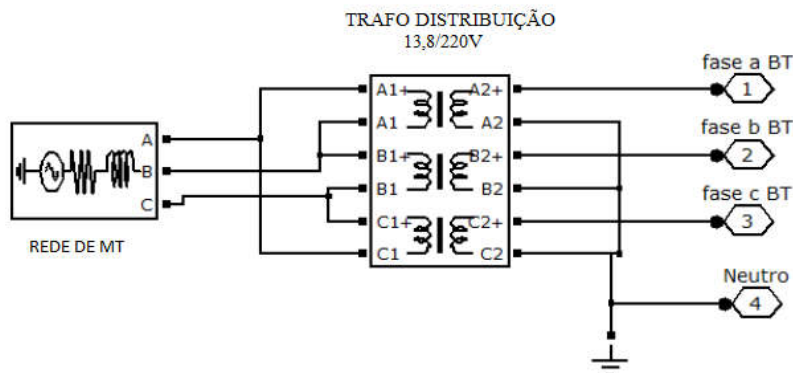 TRAFO DISTRIBUIÇÃO
13,8/220V
fase a BT
A1+ A2+
1
A
A1 A2
fase b BT
B
B1+ B2+
2
C
B1 B2
fase c BT
C1+ C2+
3
REDE DE MT
C1 C2
Neutro
4